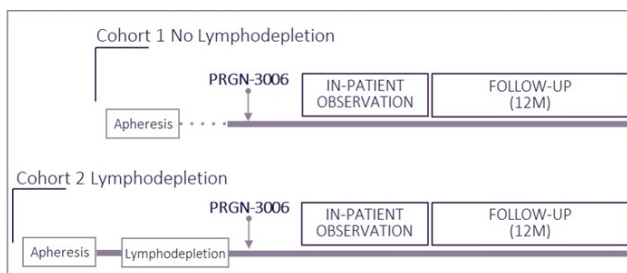 Cohort 1 No Lymphodepletion
PRGN-3006
IN-PATIENT
OBSERVATION
FOLLOW-UP
(12M)
Apheresis
Cohort 2 Lymphodepletion
PRGN-3006
IN-PATIENT
OBSERVATION
FOLLOW-UP
(12M)
Apheresis
Lymphodepletion